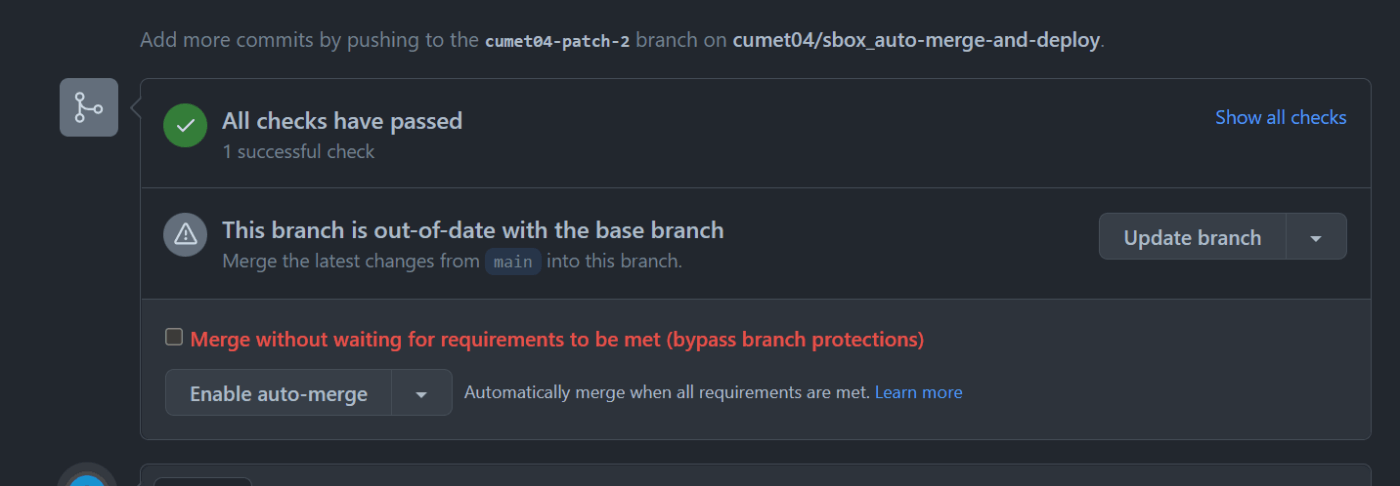 Add more commits by pushing to the cumet04-patch-2 branch on cumet04/sbox_auto-merge-and-deploy.
All checks have passed
Show all checks
1 successful check
This branch is out-of-date with the base branch
Update branch
Merge the latest changes from main into this branch.
Merge without waiting for requirements to be met (bypass branch protections)
Enable auto-merge
Automatically merge when all requirements are met. Learn more